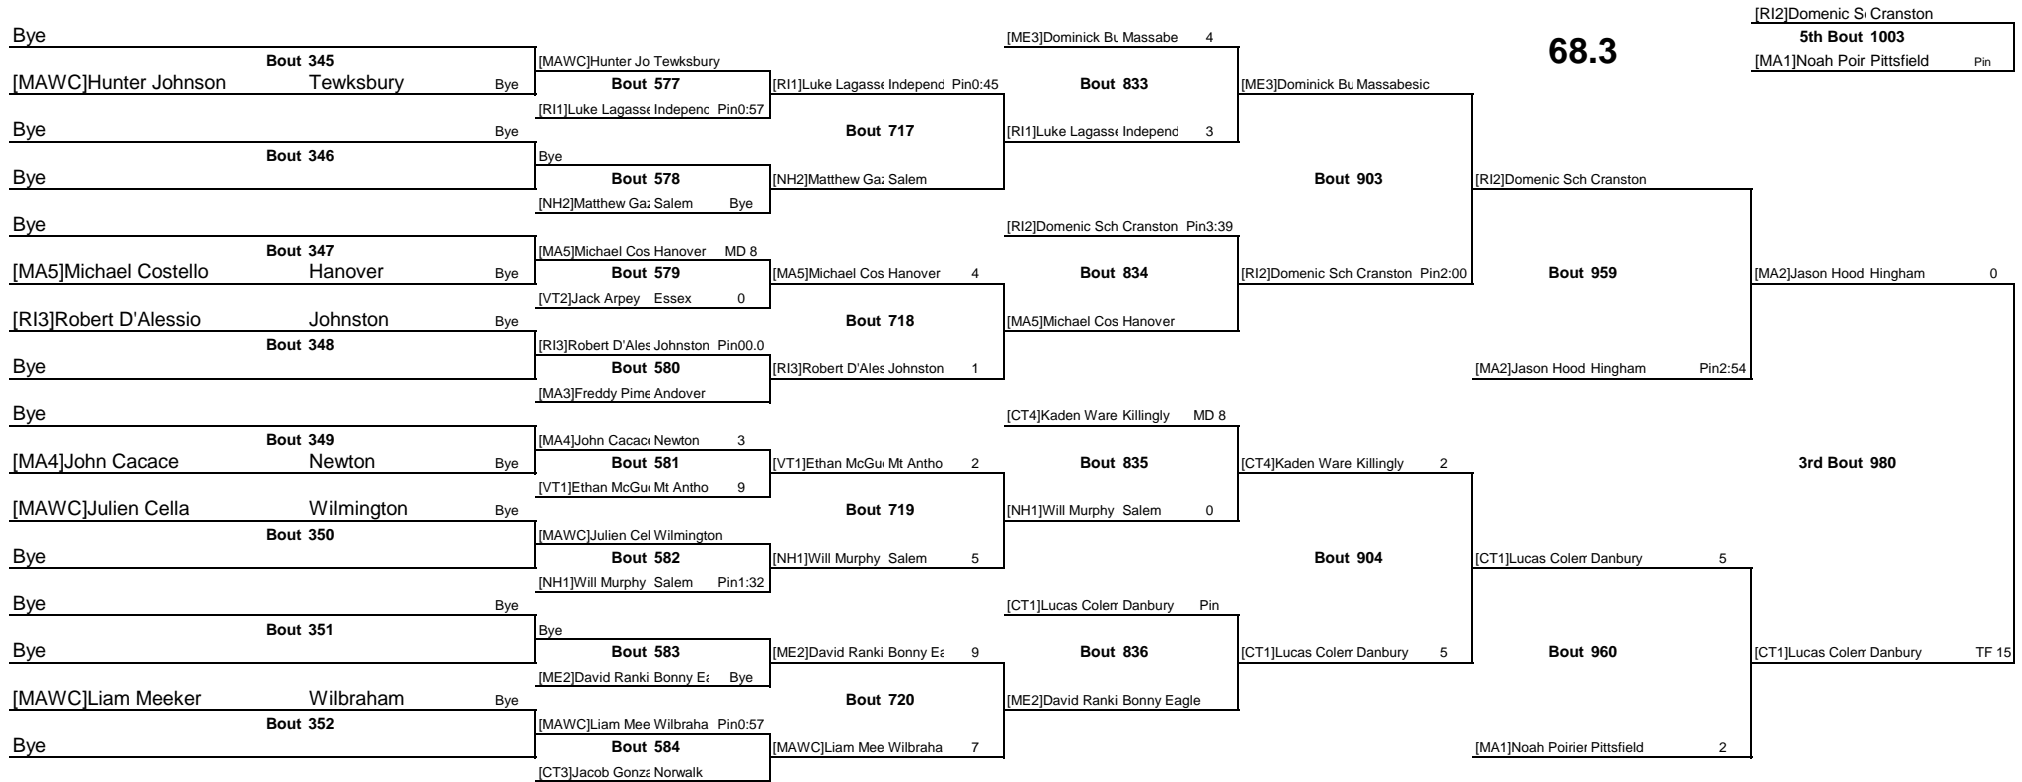 [RI2]Domenic S Cranston
5th Bout 1003
[MA1]Noah Poir Pittsfield Pin
68.3
Bye
Bout 345
[MAWC]Hunter Johnson Tewksbury Bye
Bye Bye
Bout 346
Bye
Bye
Bout 347
[MA5]Michael Costello Hanover Bye
[RI3]Robert D'Alessio Johnston Bye
Bout 348
Bye
Bye
Bout 349
[MA4]John Cacace Newton Bye
[MAWC]Julien Cella Wilmington Bye
Bout 350
Bye
Bye Bye
Bout 351
Bye
[MAWC]Liam Meeker Wilbraham Bye
Bout 352
Bye
[MAWC]Hunter Jo Tewksbury
Bout 577
[RI1]Luke Lagasse Independ Pin0:57
Bye
Bout 578
[NH2]Matthew Ga Salem Bye
[MA5]Michael Cos Hanover MD 8
Bout 579
[VT2]Jack Arpey Essex 0
[RI3]Robert D'Ales Johnston Pin00.0
Bout 580
[MA3]Freddy Pime Andover
[MA4]John Cacac Newton 3
Bout 581
[VT1]Ethan McGu Mt Antho 9
[MAWC]Julien Cel Wilmington
Bout 582
[NH1]Will Murphy Salem Pin1:32
Bye
Bout 583
[ME2]David Ranki Bonny Ea Bye
[MAWC]Liam Mee Wilbraha Pin0:57
Bout 584
[CT3]Jacob Gonza Norwalk
[RI1]Luke Lagasse Independ Pin0:45
Bout 717
[NH2]Matthew Ga Salem
[MA5]Michael Cos Hanover 4
Bout 718
[RI3]Robert D'Ales Johnston 1
[VT1]Ethan McGu Mt Antho 2
Bout 719
[NH1]Will Murphy Salem 5
[ME2]David Ranki Bonny Ea 9
Bout 720
[MAWC]Liam Mee Wilbraha 7
[ME3]Dominick Bu Massabe 4
Bout 833
[RI1]Luke Lagasse Independ 3
[RI2]Domenic Sch Cranston Pin3:39
Bout 834
[MA5]Michael Cos Hanover
[CT4]Kaden Ware Killingly MD 8
Bout 835
[NH1]Will Murphy Salem 0
[CT1]Lucas Colem Danbury Pin
Bout 836
[ME2]David Ranki Bonny Eagle
[ME3]Dominick Bu Massabesic
Bout 903
[RI2]Domenic Sch Cranston Pin2:00
[CT4]Kaden Ware Killingly 2
Bout 904
[CT1]Lucas Colem Danbury 5
[RI2]Domenic Sch Cranston
Bout 959
[MA2]Jason Hood Hingham Pin2:54
[CT1]Lucas Colem Danbury 5
Bout 960
[MA1]Noah Poirier Pittsfield 2
[MA2]Jason Hood Hingham 0
3rd Bout 980
[CT1]Lucas Colem Danbury TF 15